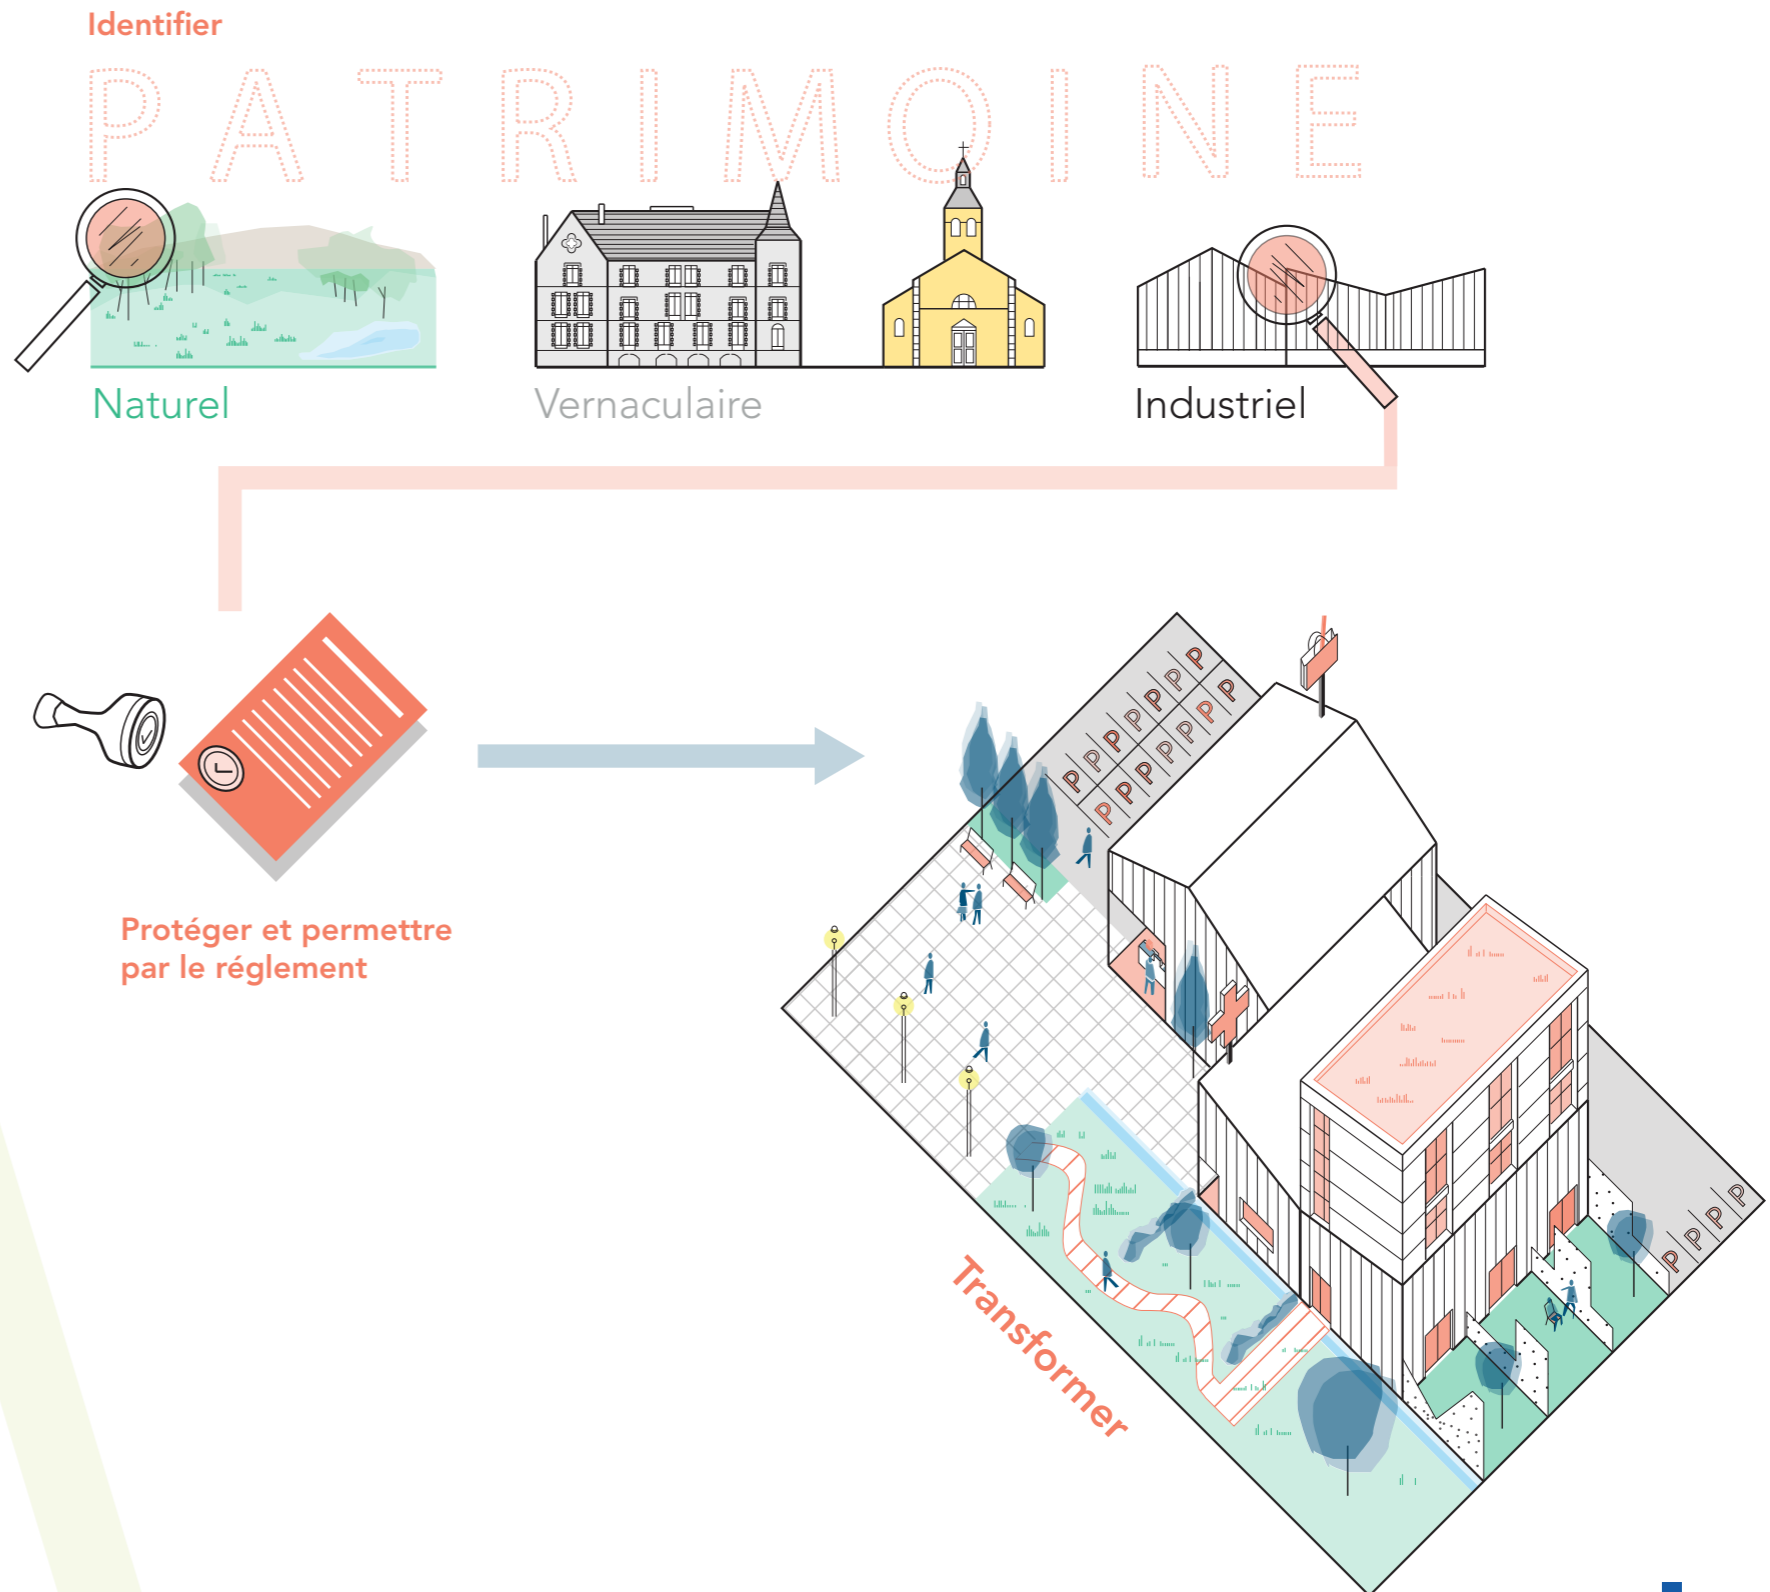 Identifier
PATRIMOINE
Naturel
Vernaculaire
Industriel
Protéger et permettre
par le réglement
P P P P P P P
P P P P P P P
Transformer
P P P P